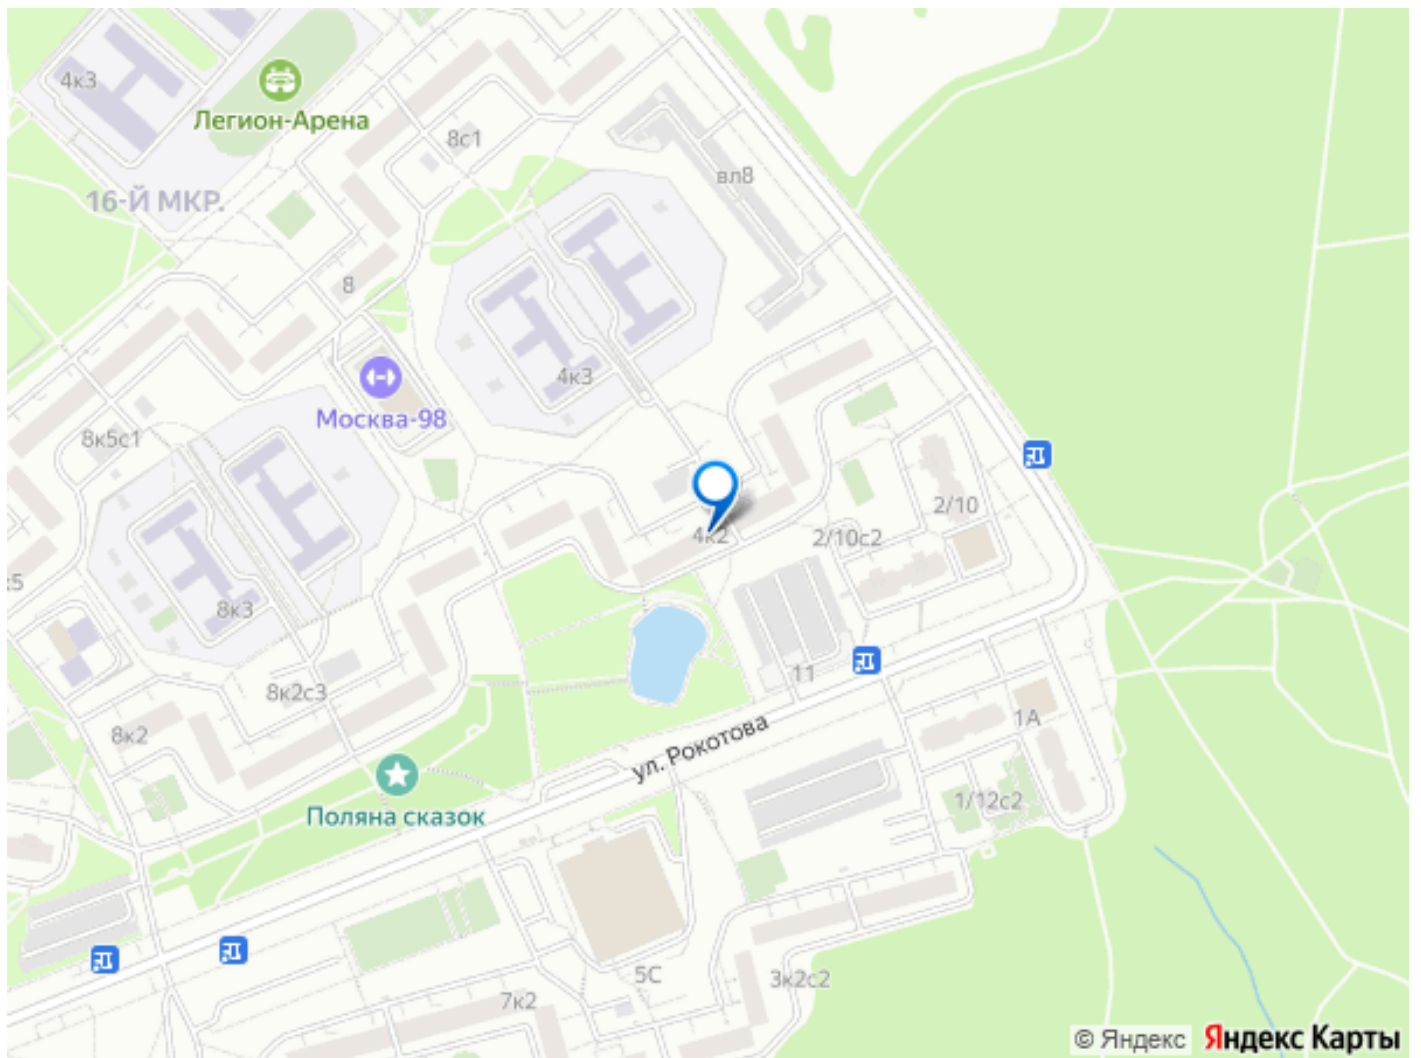 4к3
Легион-Арена
8с1
вл8
16-Й МКР.
8
4к3
Москва-98
8к5с1
2/10
4к2
2/10с2
к5
8к3
11
8к2с3
1А
8к2
ул. Рокотова
1/12с2
Поляна сказок
5С
3к2с2
7к2
© Яндекс Яндекс Карты